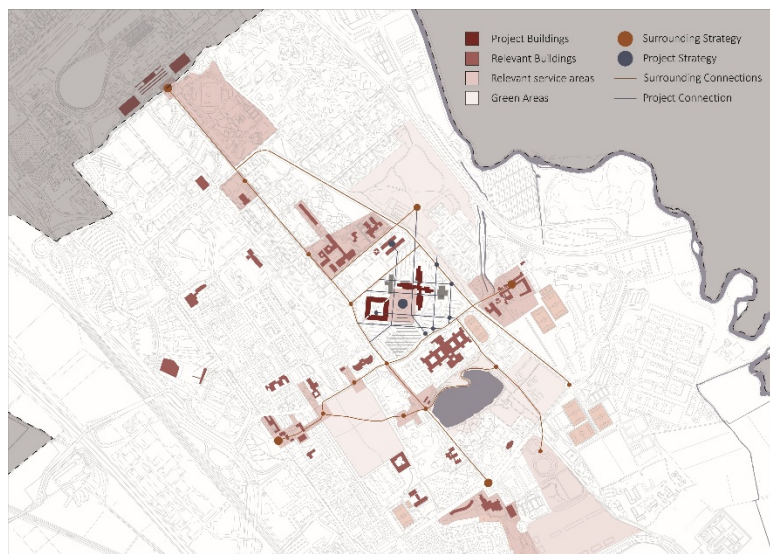 Project Buildings
Relevant Buildings
Relevant service areas
Green Areas
Surrounding Strategy
Project Strategy
Surrounding Connections
Project Connection